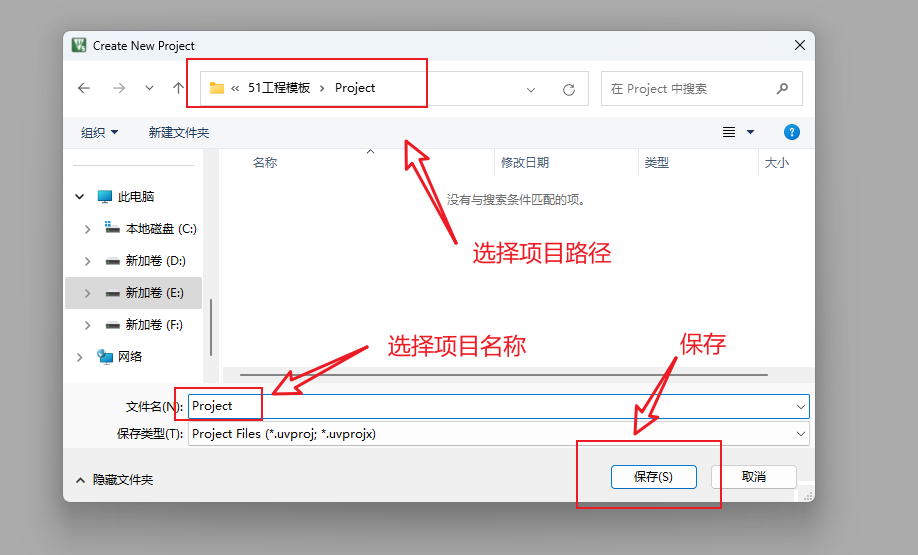 Create New Project
« 51工程模板 › Project
在 Project 中搜索
组织
新建文件夹
名称
修改日期
类型
大小
此电脑
没有与搜索条件匹配的项。
本地磁盘 (C:)
选择项目路径
新加卷 (D:)
新加卷 (E:)
新加卷 (F:)
选择项目名称
保存
网络
文件名(N): Project
保存类型(T): Project Files (*.uvproj; *.uvprojx)
隐藏文件夹
保存(S)
取消